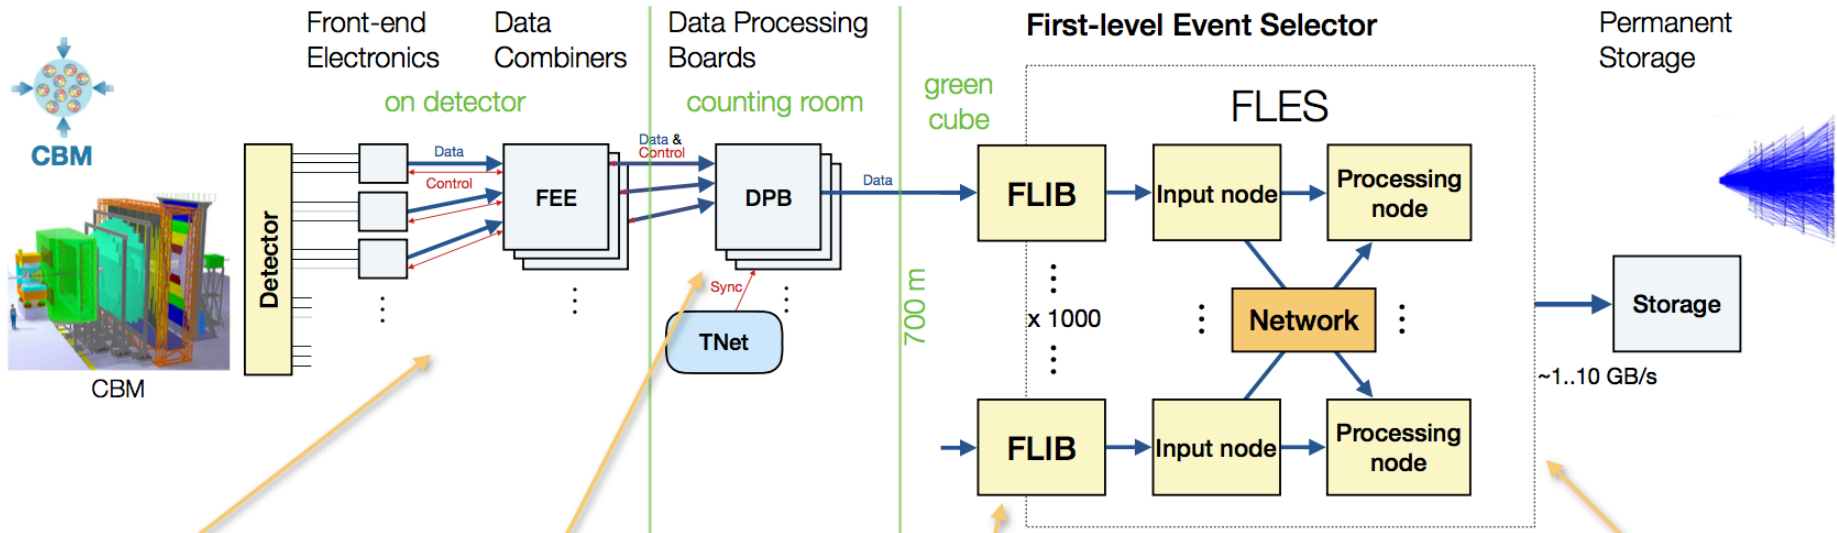 Front-end
Electronics
Data
Combiners
Data Processing
Boards
First-level Event Selector
Permanent
Storage
on detector
counting room
green
cube
FLES
CBM
Detector
Data
Control
FEE
Data &
Control
DPB
Data
FLIB
Input node
Processing
node
Sync
TNet
700 m
x 1000
Network
Storage
~1..10 GB/s
CBM
FLIB
Input node
Processing
node